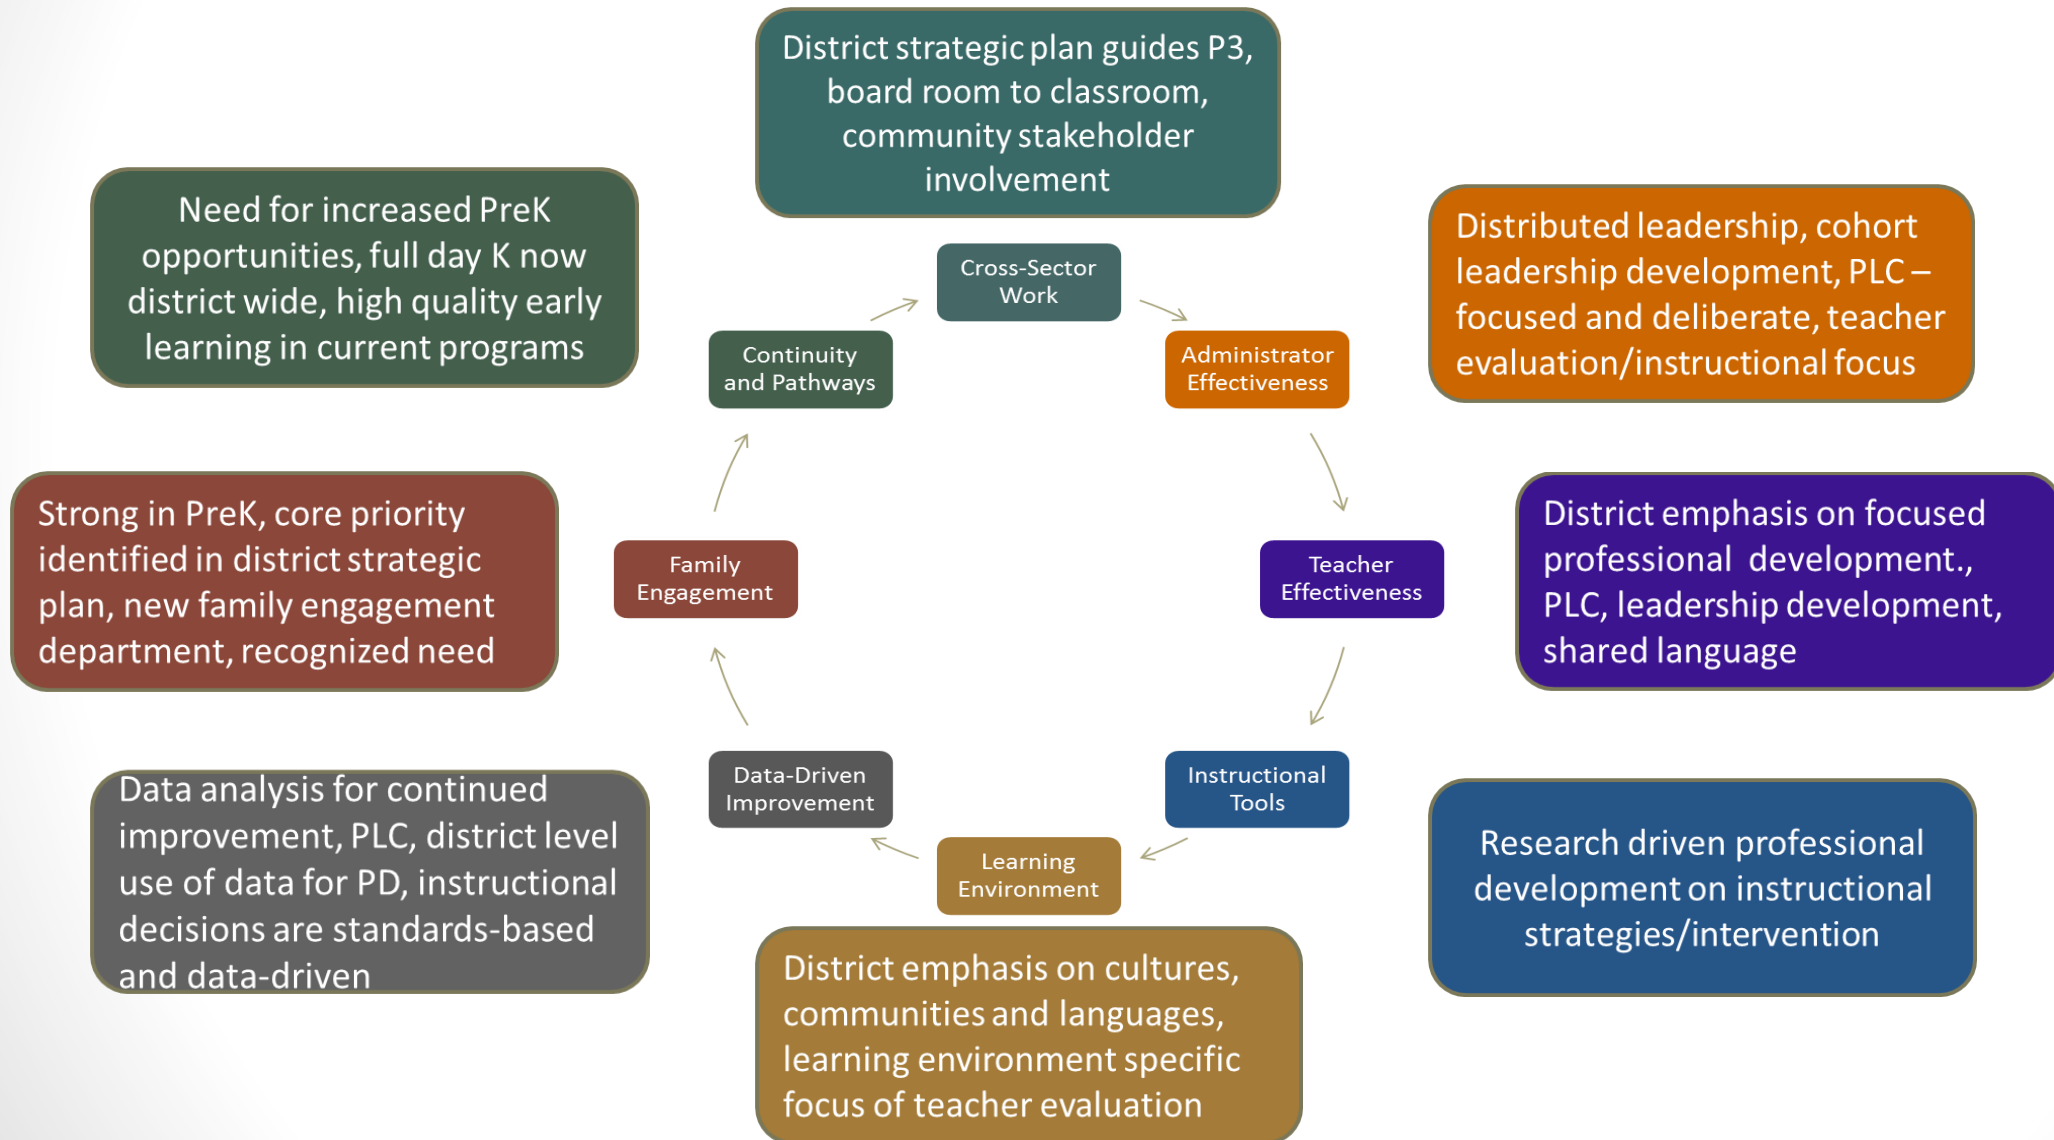 District strategic plan guides P3,
board room to classroom,
community stakeholder
involvement
Need for increased PreK
opportunities, full day K now
district wide, high quality early
learning in current programs
Distributed leadership, cohort
leadership development, PLC –
focused and deliberate, teacher
evaluation/instructional focus
Cross-Sector
Work
Continuity
and Pathways
Administrator
Effectiveness
Strong in PreK, core priority
identified in district strategic
plan, new family engagement
department, recognized need
Family
Engagement
Teacher
Effectiveness
District emphasis on focused
professional  development.,
PLC, leadership development,
shared language
Data-Driven
Improvement
Instructional
Tools
Learning
Environment
Data analysis for continued
improvement, PLC, district level
use of data for PD, instructional
decisions are standards-based
and data-driven
Research driven professional
development on instructional
strategies/intervention
District emphasis on cultures,
communities and languages,
learning environment specific
focus of teacher evaluation